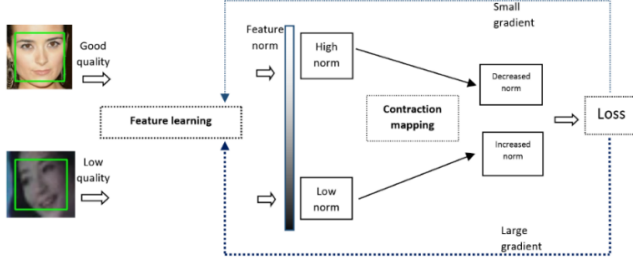 Small
gradient
Good
quality
Feature
norm
High
norm
Decreased
norm
Feature learning
Contraction
mapping
Loss
Low
quality
Increased
norm
Low
norm
Large
gradient